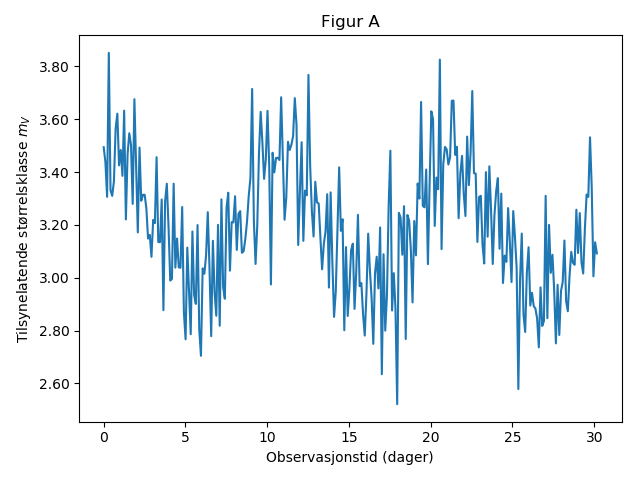 Figur A
Tilsynelatende størrelsklasse $m_V$
3.80
3.60
3.40
3.20
3.00
2.80
2.60
0 5 10 15 20 25 30
Observasjonstid (dager)